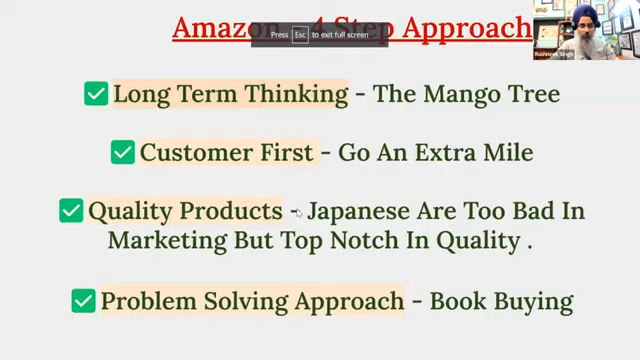 Amazon - 4 Step Approach
Press Esc to exit full screen
Rushneek Singh
Long Term Thinking - The Mango Tree
Customer First - Go An Extra Mile
Quality Products - Japanese Are Too Bad In
Marketing But Top Notch In Quality .
Problem Solving Approach - Book Buying